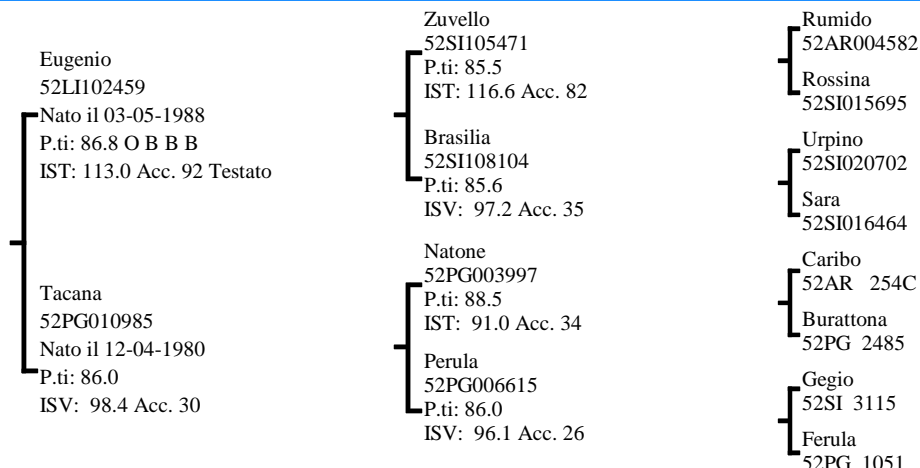 Eugenio
52LI102459
Nato il 03-05-1988
P.ti: 86.8 O B B B
IST: 113.0 Acc. 92 Testato
Tacana
52PG010985
Nato il 12-04-1980
P.ti: 86.0
ISV: 98.4 Acc. 30
Zuvello
52SI105471
P.ti: 85.5
IST: 116.6 Acc. 82
Brasilia
52SI108104
P.ti: 85.6
ISV: 97.2 Acc. 35
Natone
52PG003997
P.ti: 88.5
IST: 91.0 Acc. 34
Perula
52PG006615
P.ti: 86.0
ISV: 96.1 Acc. 26
Rumido
52AR004582
Rossina
52SI015695
Urpino
52SI020702
Sara
52SI016464
Caribo
52AR 254C
Burattona
52PG 2485
Gegio
52SI 3115
Ferula
52PG 1051